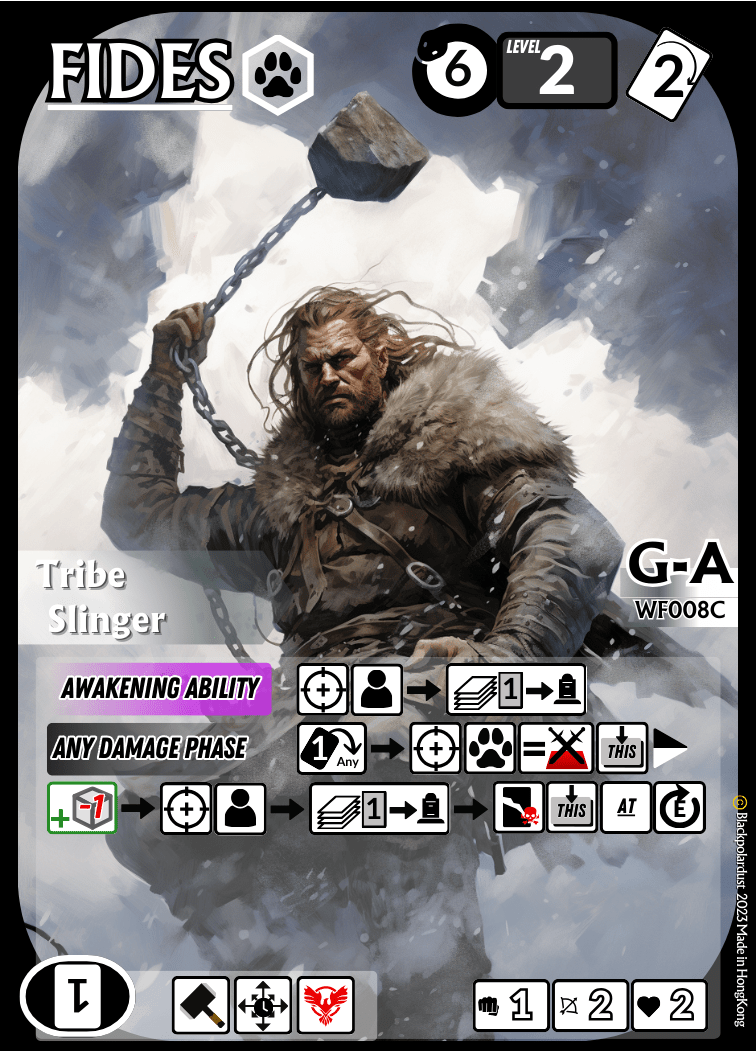 FIDES
6
LEVEL 2
2
Tribe
Slinger
G-A
WF008C
AWAKENING ABILITY
1
ANY DAMAGE PHASE
1 Any
=
THIS
+ -1
1
THIS
AT
E
1
1
2
2
© Blackpolardust 2023 Made in HongKong